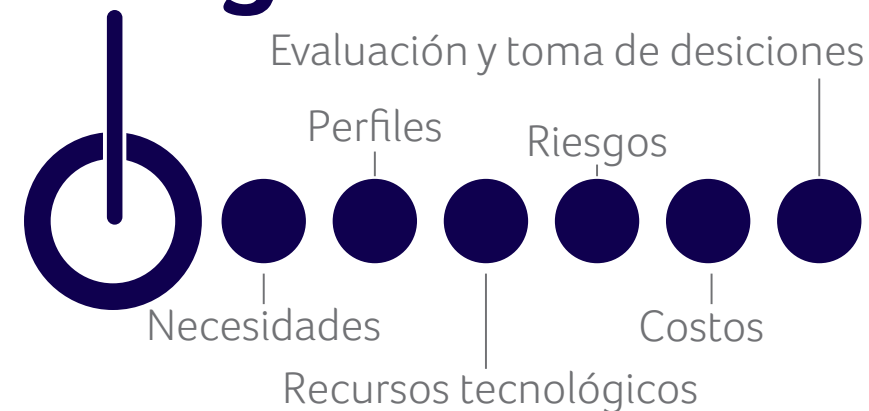 Evaluación y toma de desiciones
Perfiles
Riesgos
Necesidades
Costos
Recursos tecnológicos